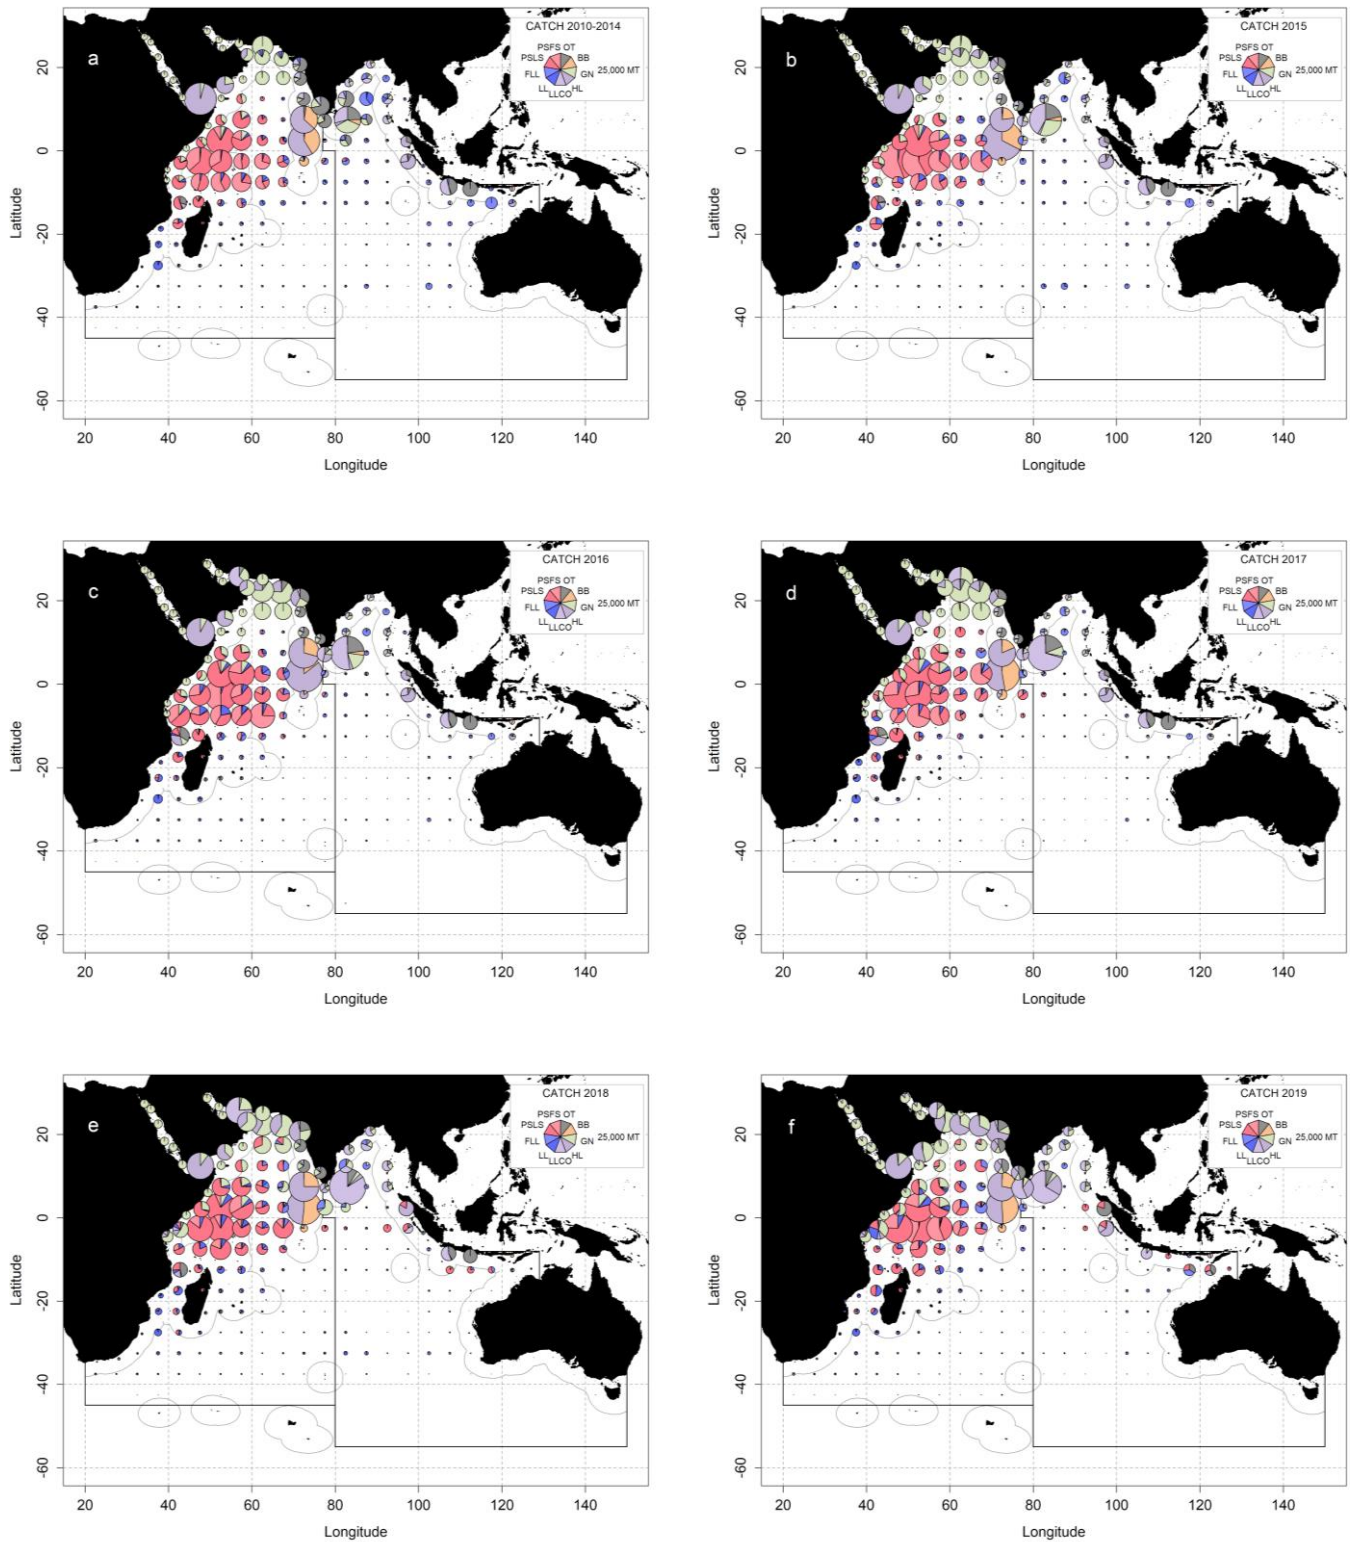 a
CATCH 2010-2014
PSFS OT
PSLS BB
FLL GN 25,000 MT
LL HL
LLCO
20
0
-20
-40
-60
Latitude
20 40 60 80 100 120 140
Longitude
b
CATCH 2015
PSFS OT
PSLS BB
FLL GN 25,000 MT
LL HL
LLCO
20
0
-20
-40
-60
Latitude
20 40 60 80 100 120 140
Longitude
c
CATCH 2016
PSFS OT
PSLS BB
FLL GN 25,000 MT
LL HL
LLCO
20
0
-20
-40
-60
Latitude
20 40 60 80 100 120 140
Longitude
d
CATCH 2017
PSFS OT
PSLS BB
FLL GN 25,000 MT
LL HL
LLCO
20
0
-20
-40
-60
Latitude
20 40 60 80 100 120 140
Longitude
e
CATCH 2018
PSFS OT
PSLS BB
FLL GN 25,000 MT
LL HL
LLCO
20
0
-20
-40
-60
Latitude
20 40 60 80 100 120 140
Longitude
f
CATCH 2019
PSFS OT
PSLS BB
FLL GN 25,000 MT
LL HL
LLCO
20
0
-20
-40
-60
Latitude
20 40 60 80 100 120 140
Longitude